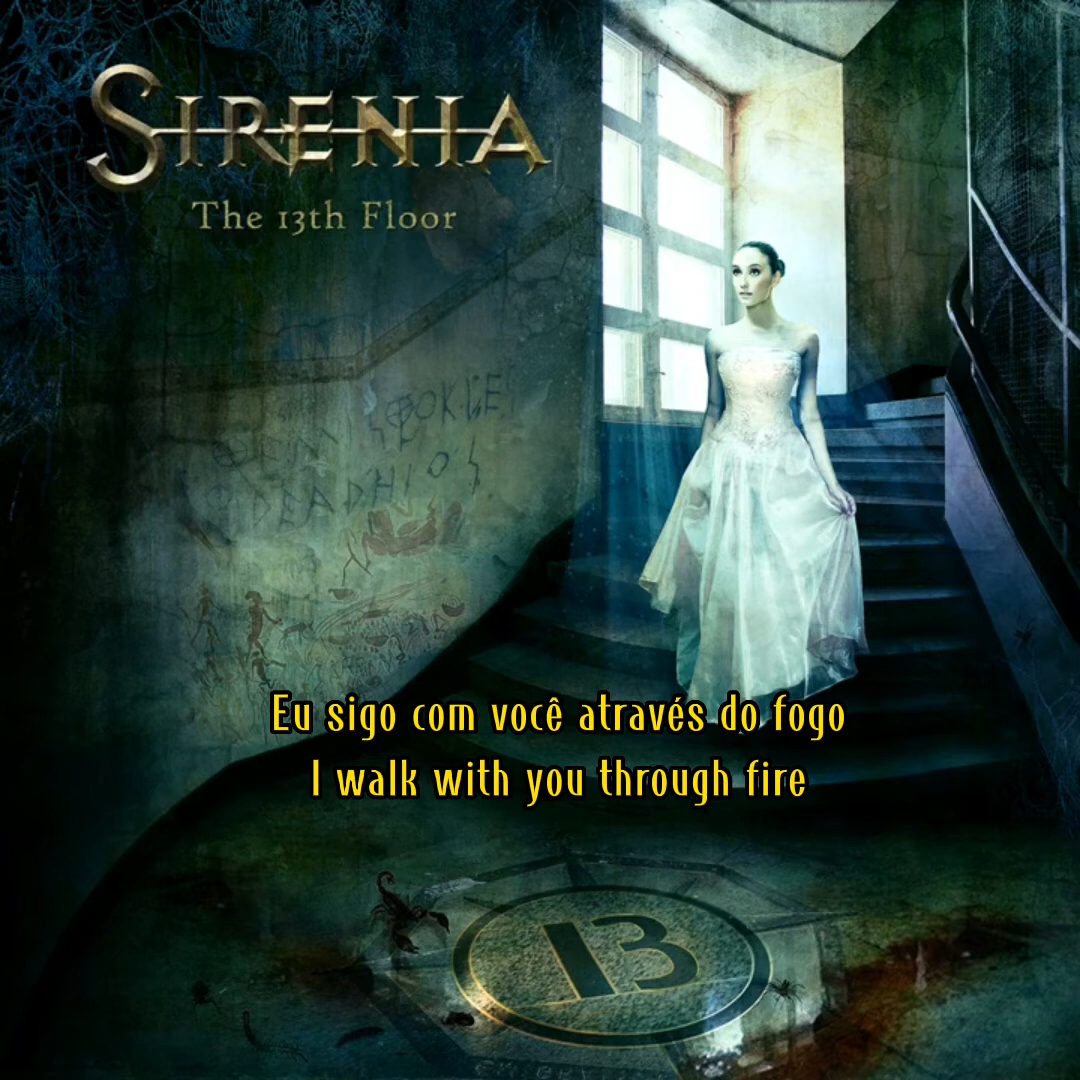 SIRENIA
The 13th Floor
Eu sigo com você através do fogo
I walk with you through fire
13